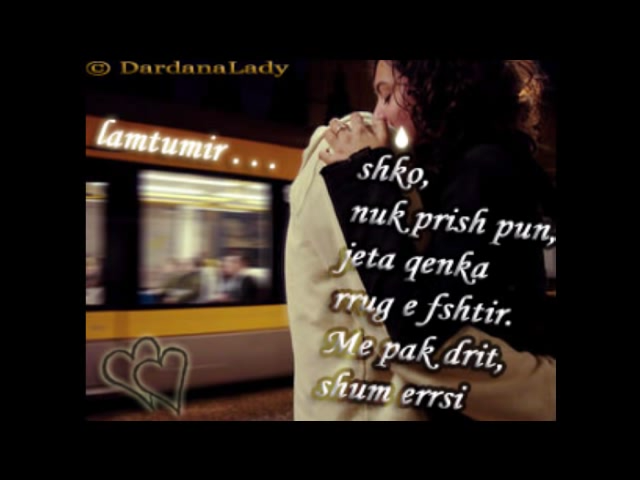 © DardanaLady
lamtumir . . .
shko,
nuk prish pun,
jeta qenka
rrug e fshtir.
Me pak drit,
shum errsi